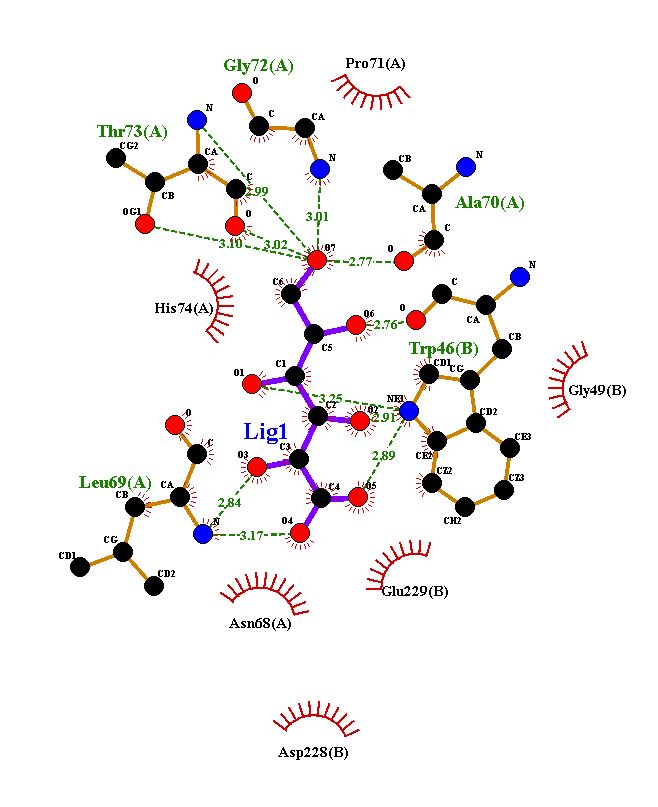 Pro71(A)
Gly72(A)
O
C
CA
N
Thr73(A)
N
CG2
CA
CB
C
OG1
O
2.99
3.01
3.10
3.02
O7
2.77
CB
N
CA
Ala70(A)
C
O
His74(A)
C6
C5
O6
2.76
O
C
N
CA
CB
Trp46(B)
CD1
CG
Gly49(B)
O1
C1
3.25
NE1
C2
O2
2.91
CD2
CE2
CE3
CZ2
CZ3
CH2
Lig1
C3
O3
2.89
C4
O5
O4
O
C
Leu69(A)
CB
CA
N
2.84
3.17
CG
CD1
CD2
Glu229(B)
Asn68(A)
Asp228(B)